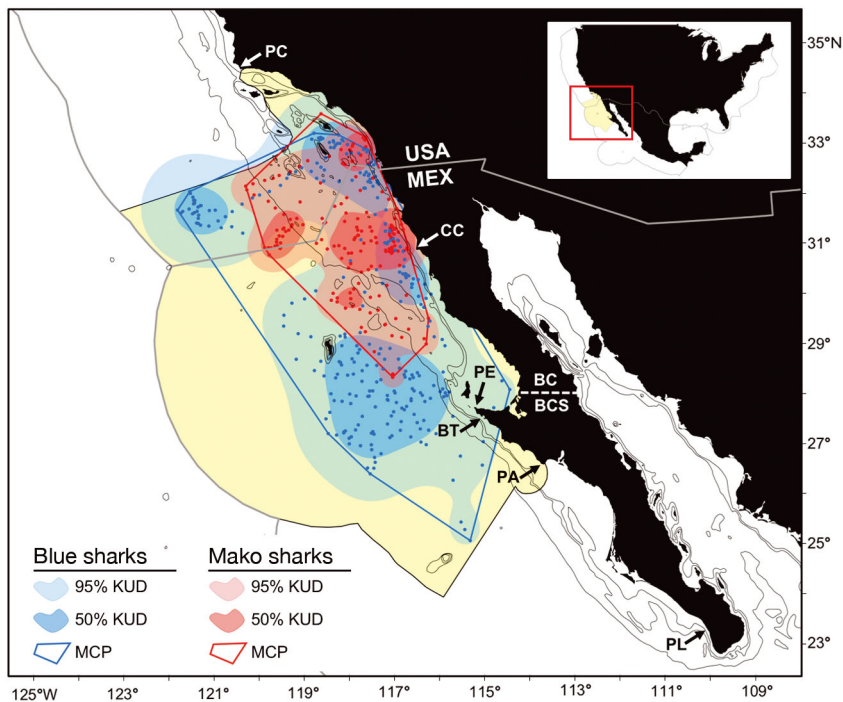 PC
35°N
33°
31°
29°
27°
25°
23°
USA
MEX
CC
PE
BC
BCS
BT
PA
PL
Blue sharks
95% KUD
50% KUD
MCP
Mako sharks
95% KUD
50% KUD
MCP
125°W
123°
121°
119°
117°
115°
113°
111°
109°